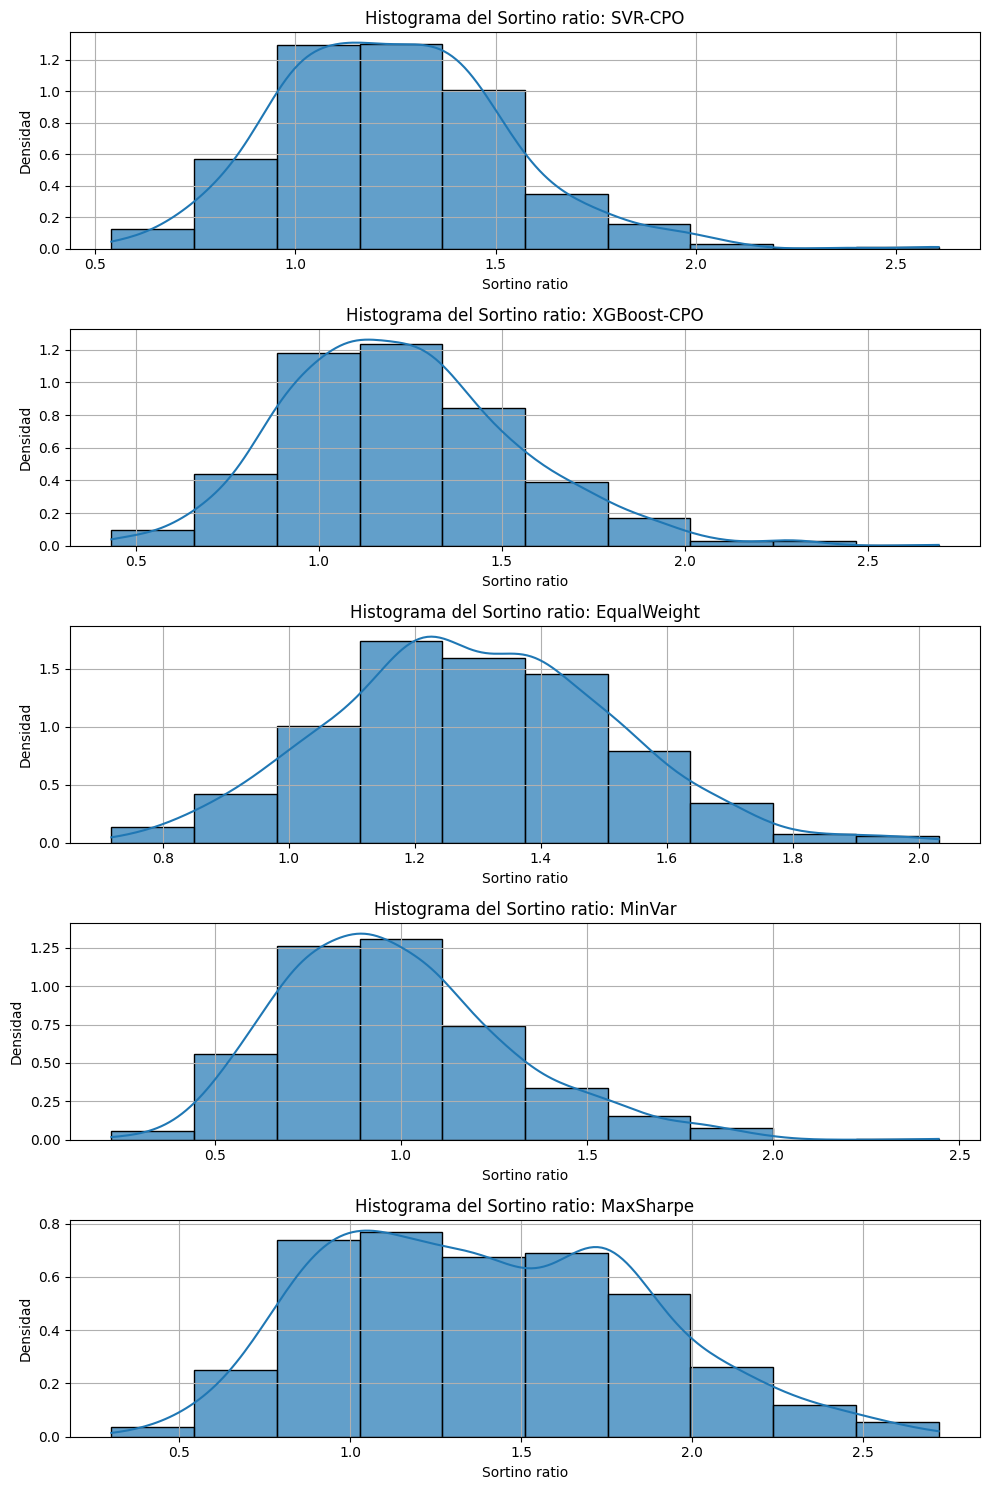 Histograma del Sortino ratio: SVR-CPO
1.2
1.0
0.8
0.6
0.4
0.2
0.0
Densidad
0.5 1.0 1.5 2.0 2.5
Sortino ratio
Histograma del Sortino ratio: XGBoost-CPO
1.2
1.0
0.8
0.6
0.4
0.2
0.0
Densidad
0.5 1.0 1.5 2.0 2.5
Sortino ratio
Histograma del Sortino ratio: EqualWeight
1.5
1.0
0.5
0.0
Densidad
0.8 1.0 1.2 1.4 1.6 1.8 2.0
Sortino ratio
Histograma del Sortino ratio: MinVar
1.25
1.00
0.75
0.50
0.25
0.00
Densidad
0.5 1.0 1.5 2.0 2.5
Sortino ratio
Histograma del Sortino ratio: MaxSharpe
0.8
0.6
0.4
0.2
0.0
Densidad
0.5 1.0 1.5 2.0 2.5
Sortino ratio